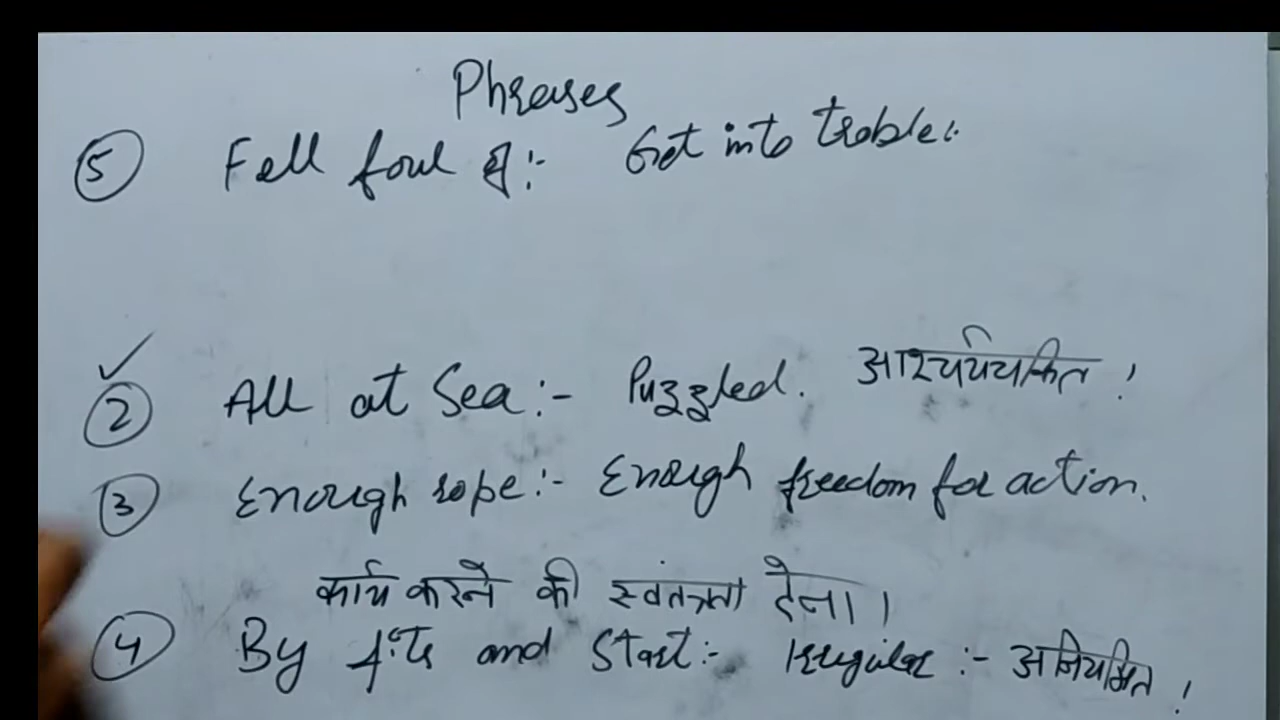 Phrases
⑤ Fell foul of:- Get into troble.
② All at Sea:- Puzzled. आश्चर्यचकित !
③ Enough rope:- Enough freedom for action.
कार्य करने की स्वतंत्रता देना।
④ By fits and Start:- Irregular:- अनियमित !